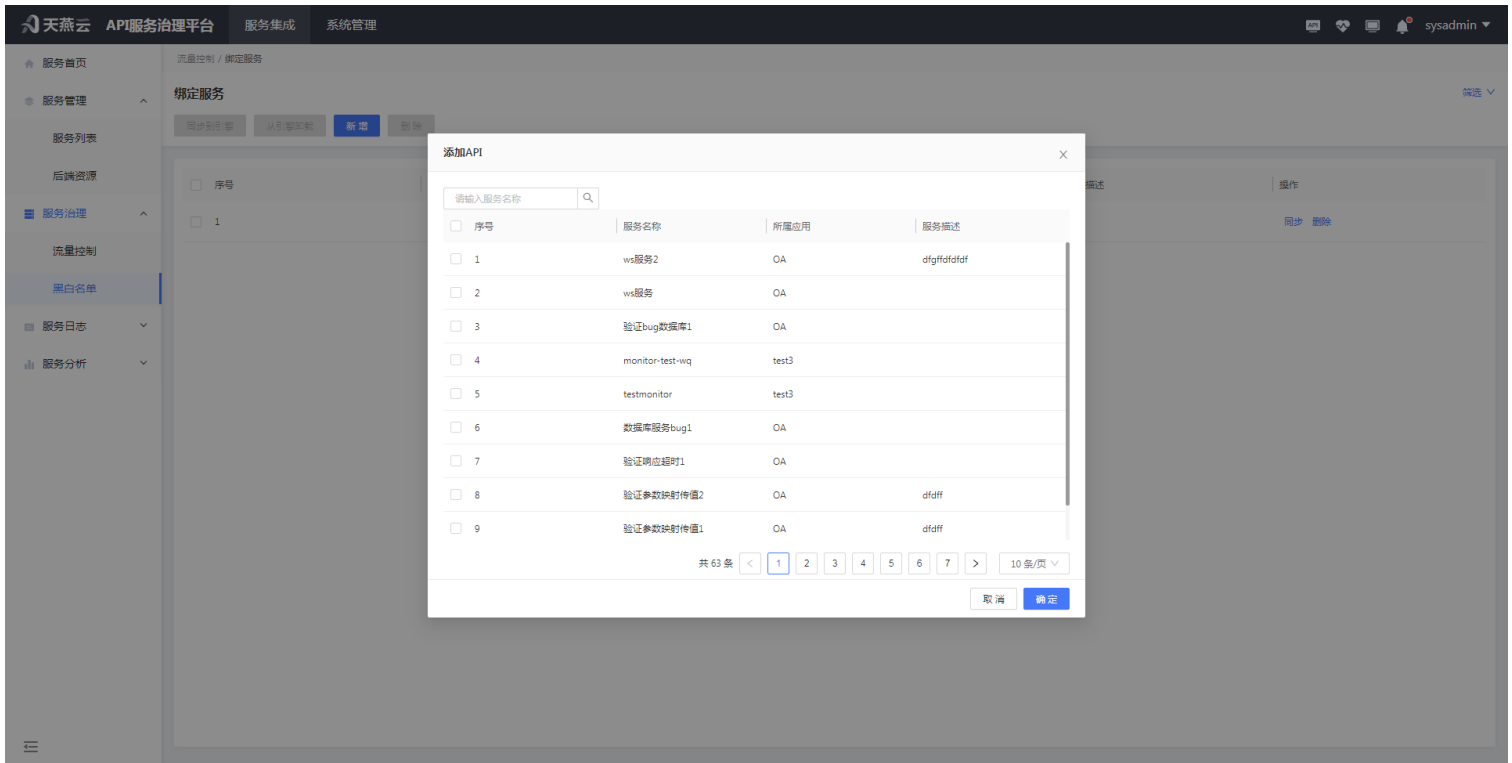 天燕云 API服务治理平台 服务集成 系统管理 sysadmin
服务首页
服务管理
服务列表
后端资源
服务治理
流量控制
黑白名单
服务日志
服务分析
流量控制 / 绑定服务
绑定服务 筛选
同步到引擎 从引擎卸载 新 增 删 除
序号 描述 操作
1 同步 删除
添加API
请输入服务名称
序号 服务名称 所属应用 服务描述
1 ws服务2 OA dfgffdfdfdf
2 ws服务 OA
3 验证bug数据库1 OA
4 monitor-test-wq test3
5 testmonitor test3
6 数据库服务bug1 OA
7 验证响应超时1 OA
8 验证参数映射传值2 OA dfdff
9 验证参数映射传值1 OA dfdff
共 63 条 < 1 2 3 4 5 6 7 > 10 条/页
取 消 确 定